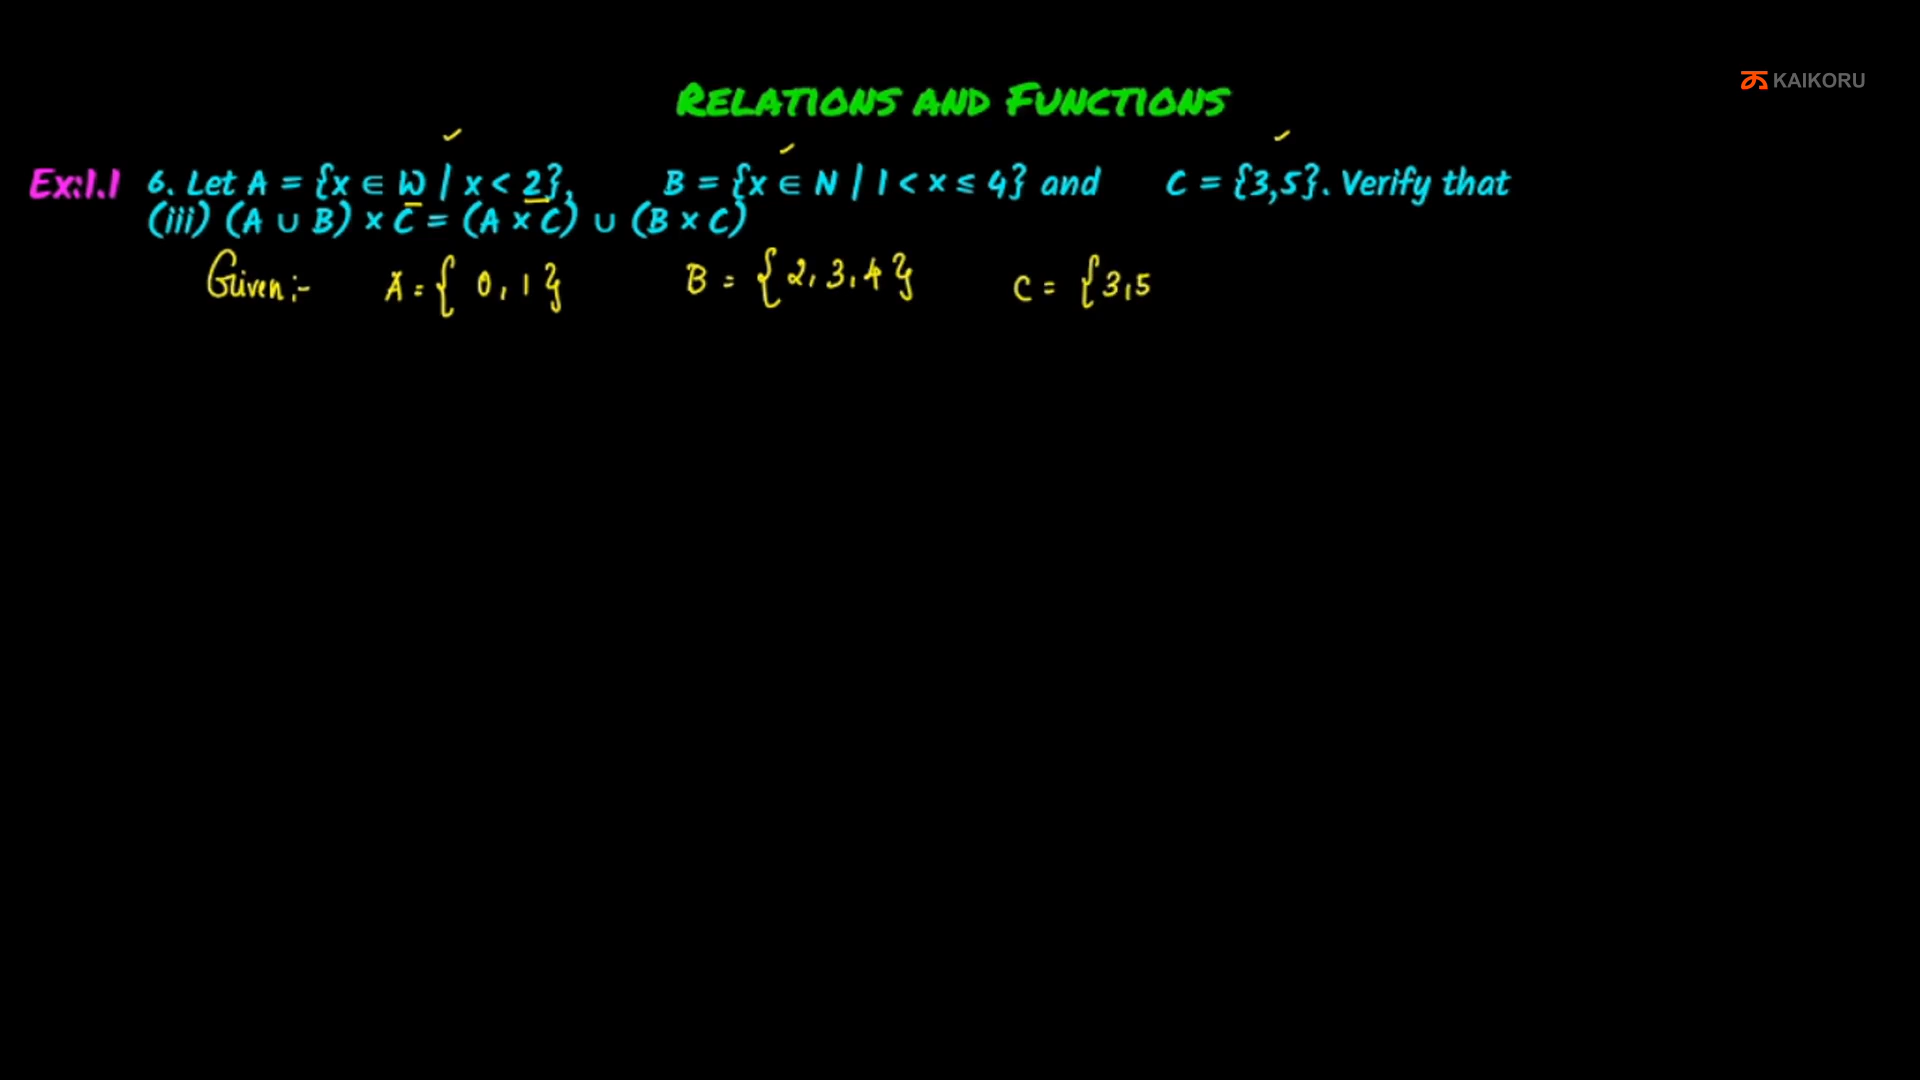 KAIKORU
RELATIONS AND FUNCTIONS
Ex:1.1 6. Let A = {x ∈ W | x < 2}, B = {x ∈ N | 1 < x ≤ 4} and C = {3,5}. Verify that
(iii) (A ∪ B) × C = (A × C) ∪ (B × C)
Given:- A = { 0, 1 } B = { 2, 3, 4 } C = { 3, 5